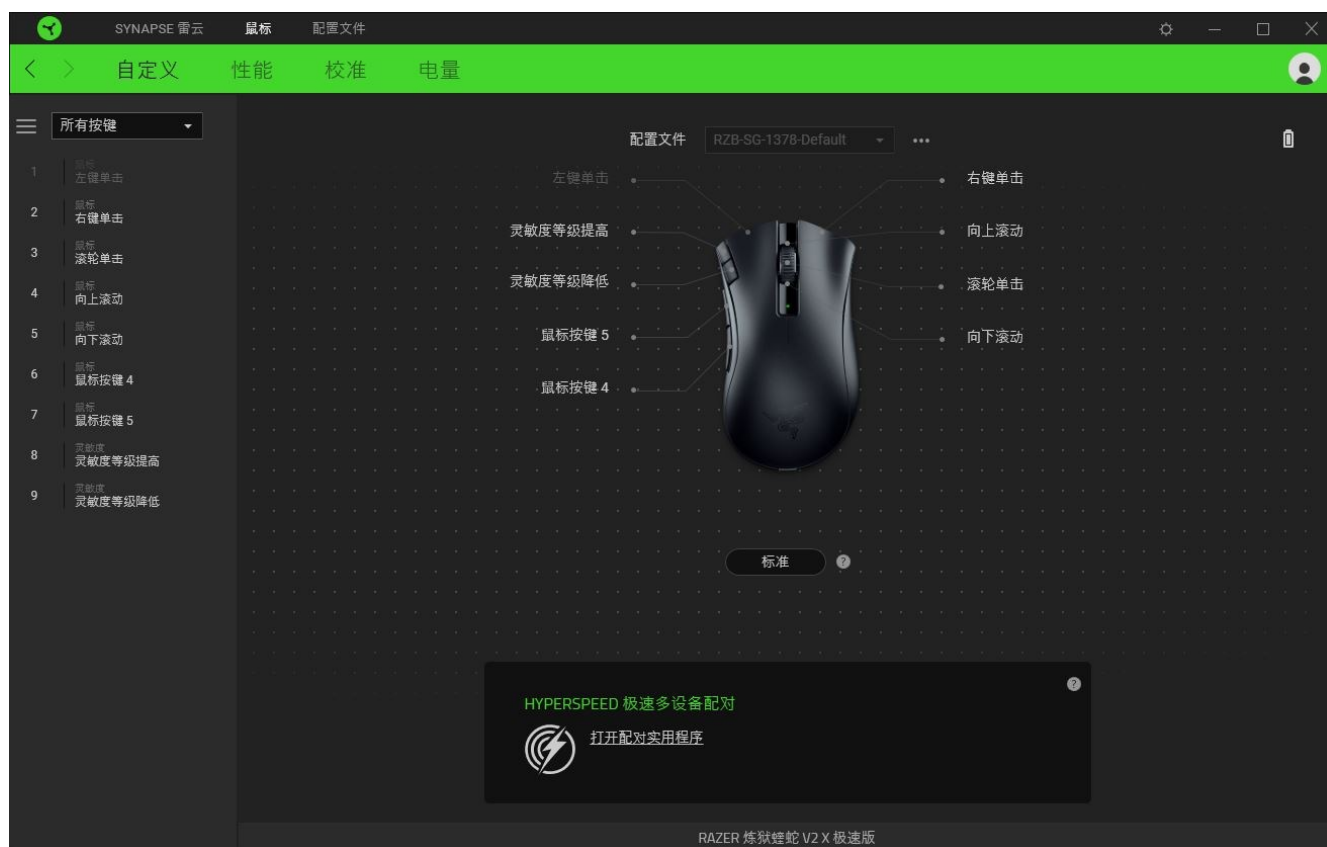 SYNAPSE 雷云 鼠标 配置文件
自定义 性能 校准 电量
所有按键
配置文件 RZB-SG-1378-Default
1 鼠标
左键单击
2 鼠标
右键单击
3 鼠标
滚轮单击
4 鼠标
向上滚动
5 鼠标
向下滚动
6 鼠标
鼠标按键 4
7 鼠标
鼠标按键 5
8 灵敏度
灵敏度等级提高
9 灵敏度
灵敏度等级降低
左键单击
灵敏度等级提高
灵敏度等级降低
鼠标按键 5
鼠标按键 4
右键单击
向上滚动
滚轮单击
向下滚动
标准 ?
HYPERSPEED 极速多设备配对 ?
打开配对实用程序
RAZER 炼狱蝰蛇 V2 X 极速版